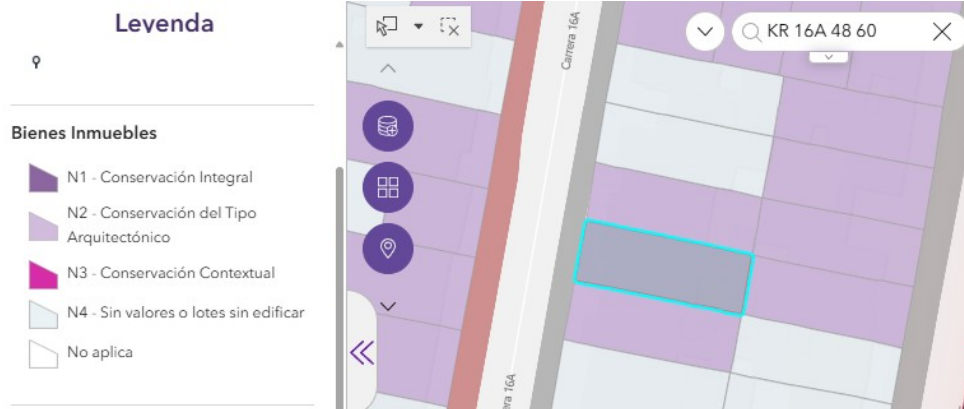 Leyenda
Bienes Inmuebles
N1 - Conservación Integral
N2 - Conservación del Tipo
Arquitectónico
N3 - Conservación Contextual
N4 - Sin valores o lotes sin edificar
No aplica
Carrera 16A
KR 16A 48 60
era 16A